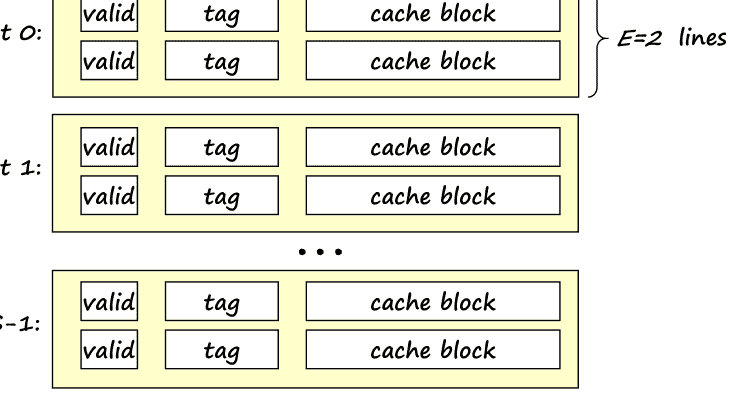 valid tag cache block
t 0: E=2 lines
valid tag cache block
valid tag cache block
t 1:
valid tag cache block
...
valid tag cache block
-1:
valid tag cache block